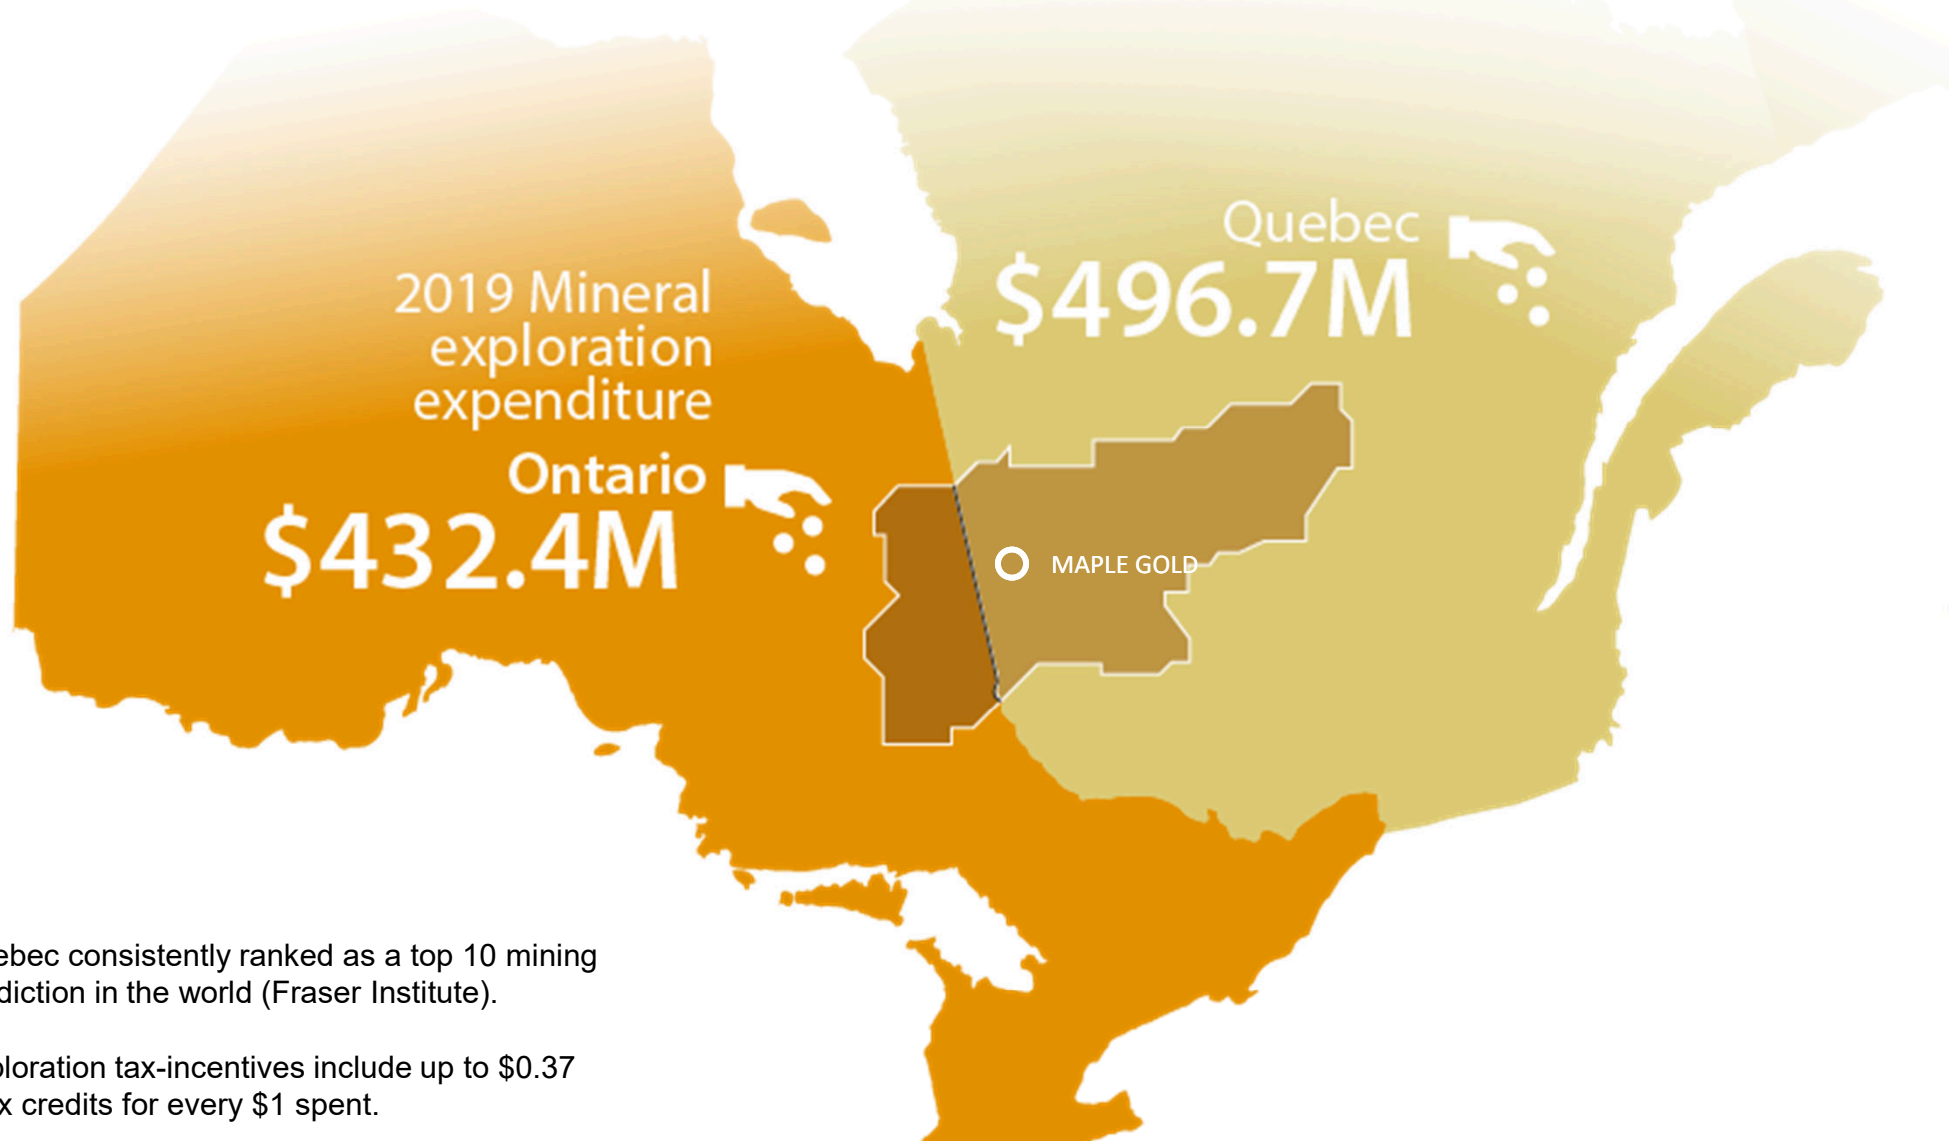 Quebec
$496.7M
2019 Mineral
exploration
expenditure
Ontario
$432.4M
MAPLE GOLD
ebec consistently ranked as a top 10 mining
diction in the world (Fraser Institute).
loration tax-incentives include up to $0.37
x credits for every $1 spent.